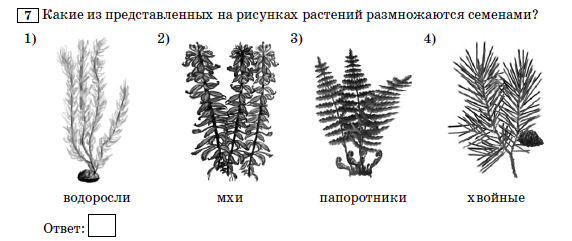 7 Какие из представленных на рисунках растений размножаются семенами?
1) 2) 3) 4)
водоросли мхи папоротники хвойные
Ответ: